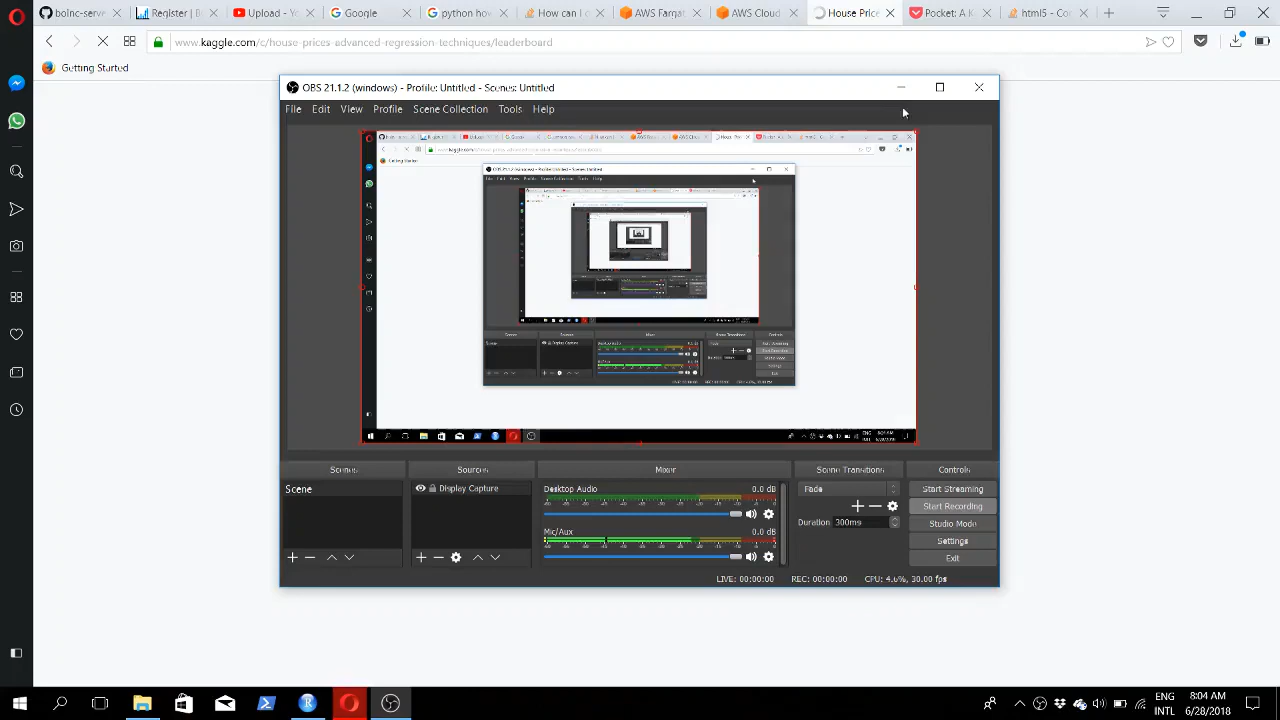 bolnc-serve
Register | B
Upload - Y
Google
python - G
How can i c
AWS Fargat
AWS Cloud
House Price
Pocket: A k
html5 - Co
www.kaggle.com/c/house-prices-advanced-regression-techniques/leaderboard
Getting Started
OBS 21.1.2 (windows) - Profile: Untitled - Scenes: Untitled
File Edit View Profile Scene Collection Tools Help
Scenes Sources Mixer Scene Transitions Controls
Scene
Display Capture
Desktop Audio 0.0 dB
Mic/Aux 0.0 dB
Fade
Duration 300ms
Start Streaming
Start Recording
Studio Mode
Settings
Exit
LIVE: 00:00:00 REC: 00:00:00 CPU: 4.6%, 30.00 fps
ENG
INTL
8:04 AM
6/28/2018